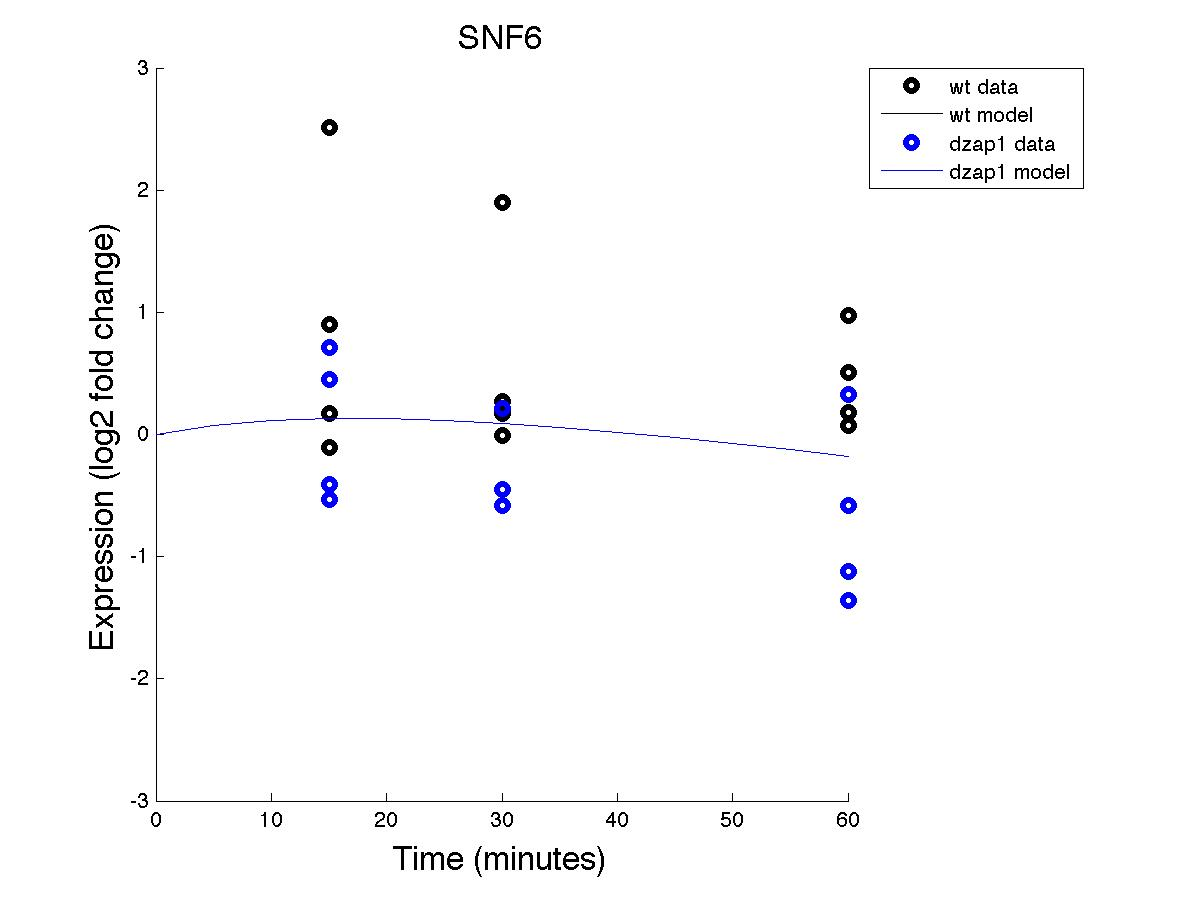 SNF6
wt data
wt model
dzap1 data
dzap1 model
Expression (log2 fold change)
3
2
1
0
-1
-2
-3
0 10 20 30 40 50 60
Time (minutes)